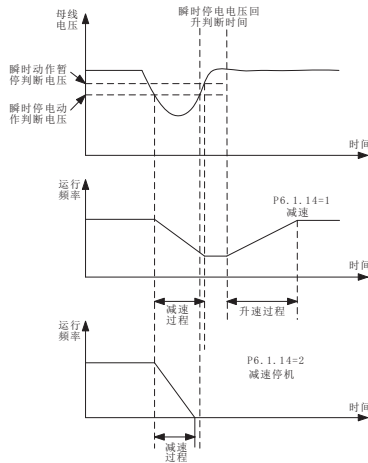 母线
电压
瞬时停电电压回
升判断时间
瞬时动作暂
停判断电压
瞬时停电动
作判断电压
时间
运行
频率
P6.1.14=1
减速
时间
减速
过程
升速过程
运行
频率
P6.1.14=2
减速停机
时间
减速
过程